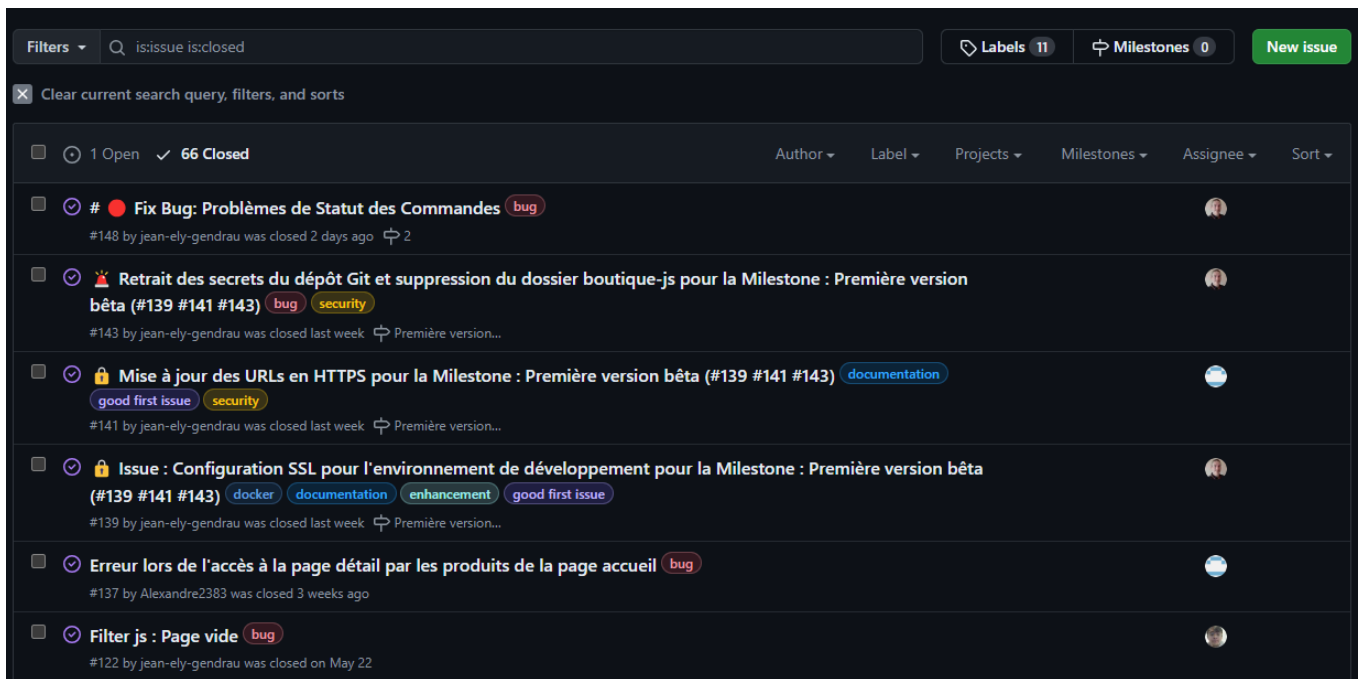 Filters is:issue is:closed Labels 11 Milestones 0 New issue
Clear current search query, filters, and sorts
1 Open 66 Closed Author Label Projects Milestones Assignee Sort
# 🔴 Fix Bug: Problèmes de Statut des Commandes bug
#148 by jean-ely-gendrau was closed 2 days ago 2
🚨 Retrait des secrets du dépôt Git et suppression du dossier boutique-js pour la Milestone : Première version
bêta (#139 #141 #143) bug security
#143 by jean-ely-gendrau was closed last week Première version...
🔒 Mise à jour des URLs en HTTPS pour la Milestone : Première version bêta (#139 #141 #143) documentation
good first issue security
#141 by jean-ely-gendrau was closed last week Première version...
🔒 Issue : Configuration SSL pour l'environnement de développement pour la Milestone : Première version bêta
(#139 #141 #143) docker documentation enhancement good first issue
#139 by jean-ely-gendrau was closed last week Première version...
Erreur lors de l'accès à la page détail par les produits de la page accueil bug
#137 by Alexandre2383 was closed 3 weeks ago
Filter js : Page vide bug
#122 by jean-ely-gendrau was closed on May 22